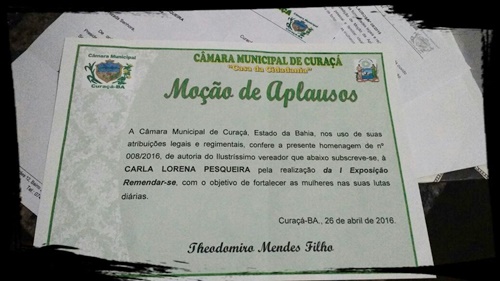 CÂMARA MUNICIPAL DE CURAÇÁ
"Casa da Cidadania"
Câmara Municipal
Curaçá-BA
Moção de Aplausos
A Câmara Municipal de Curaçá, Estado da Bahia, nos uso de suas
atribuições legais e regimentais, confere a presente homenagem de nº
008/2016, de autoria do Ilustríssimo vereador que abaixo subscreve-se, à
CARLA LORENA PESQUEIRA pela realização da I Exposição
Remendar-se, com o objetivo de fortalecer as mulheres nas suas lutas
diárias.
Curaçá-BA., 26 de abril de 2016.
Theodomiro Mendes Filho